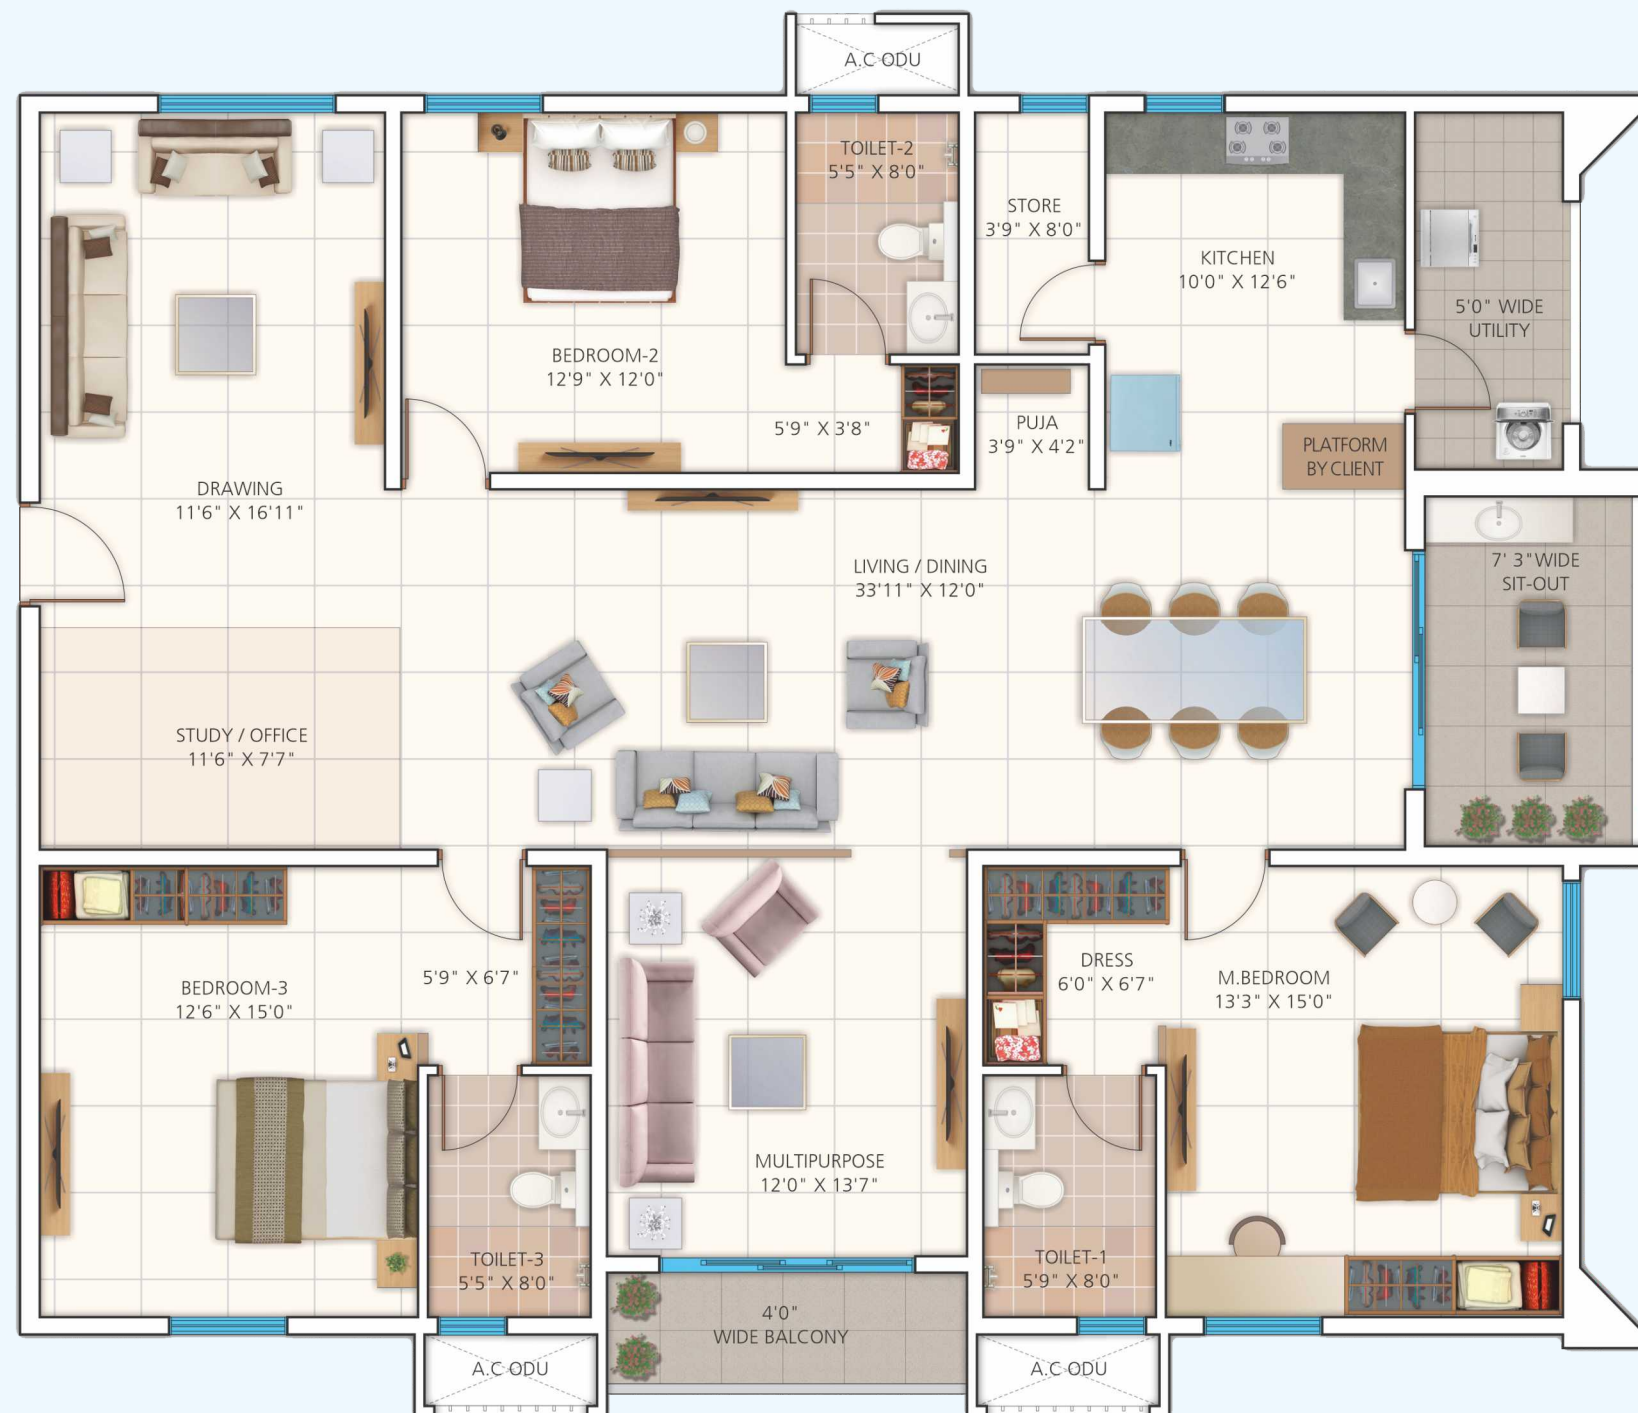 A.C ODU
TOILET-2
5'5" X 8'0"
STORE
3'9" X 8'0"
KITCHEN
10'0" X 12'6"
5'0" WIDE
UTILITY
BEDROOM-2
12'9" X 12'0"
5'9" X 3'8"
PUJA
3'9" X 4'2"
PLATFORM
BY CLIENT
DRAWING
11'6" X 16'11"
LIVING / DINING
33'11" X 12'0"
7' 3"WIDE
SIT-OUT
STUDY / OFFICE
11'6" X 7'7"
BEDROOM-3
12'6" X 15'0"
5'9" X 6'7"
DRESS
6'0" X 6'7"
M.BEDROOM
13'3" X 15'0"
MULTIPURPOSE
12'0" X 13'7"
TOILET-3
5'5" X 8'0"
TOILET-1
5'9" X 8'0"
4'0"
WIDE BALCONY
A.C ODU
A.C ODU